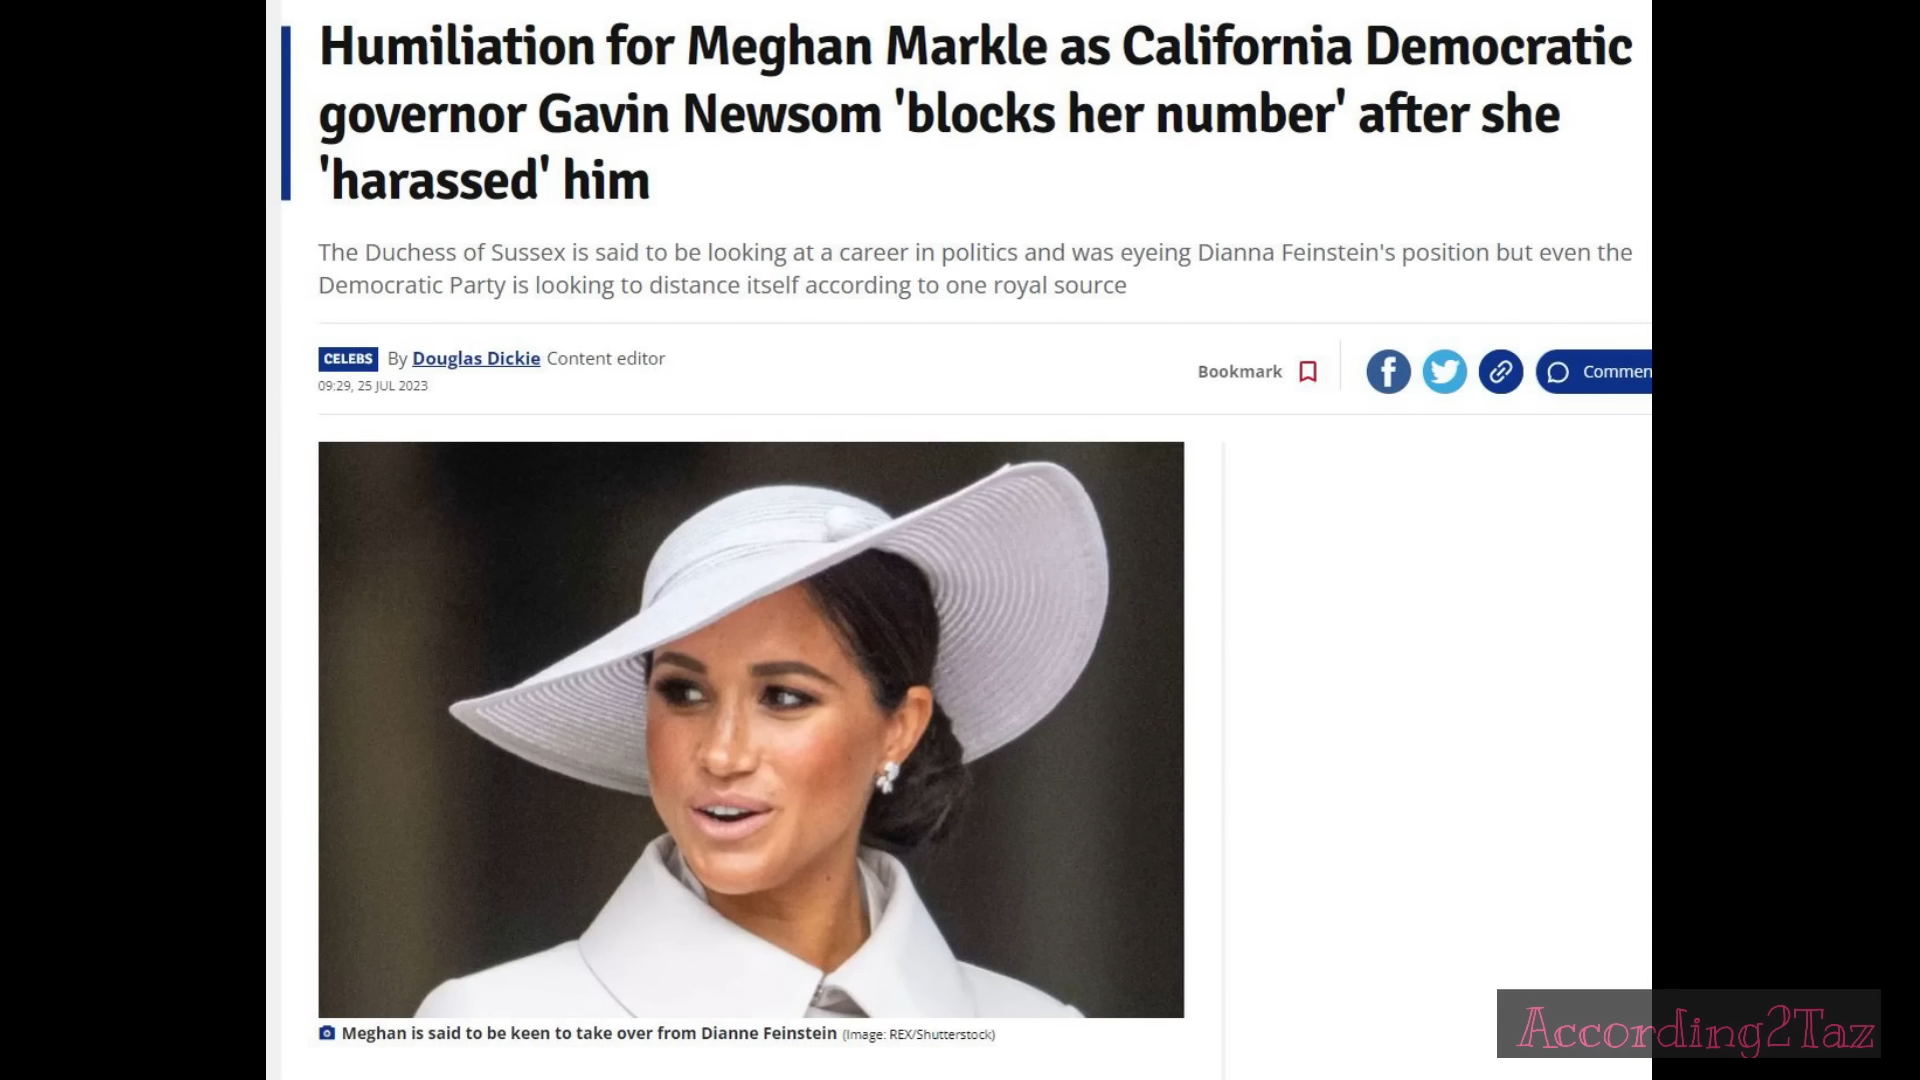 Humiliation for Meghan Markle as California Democratic
governor Gavin Newsom 'blocks her number' after she
'harassed' him
The Duchess of Sussex is said to be looking at a career in politics and was eyeing Dianna Feinstein's position but even the
Democratic Party is looking to distance itself according to one royal source
CELEBS By Douglas Dickie Content editor
09:29, 25 JUL 2023
Bookmark
Commen
Meghan is said to be keen to take over from Dianne Feinstein (Image: REX/Shutterstock)
According2Taz